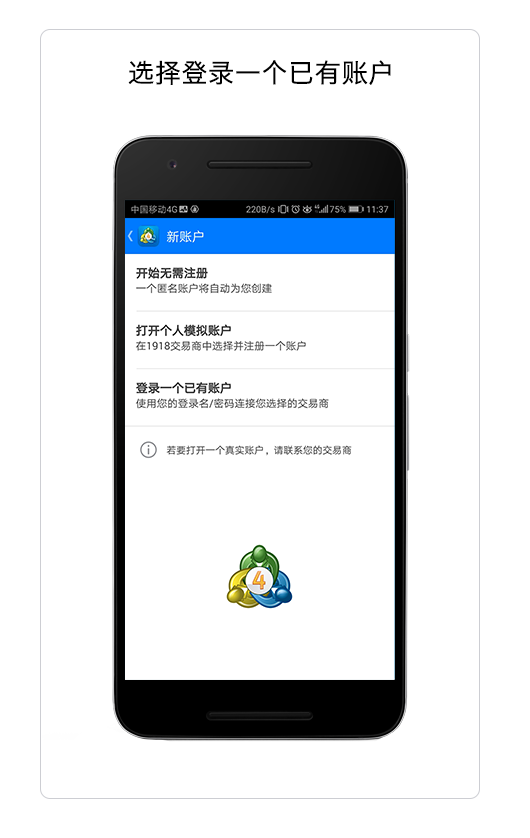 选择登录一个已有账户
中国移动4G 220B/s 4G 75% 11:37
新账户
开始无需注册
一个匿名账户将自动为您创建
打开个人模拟账户
在1918交易商中选择并注册一个账户
登录一个已有账户
使用您的登录名/密码连接您选择的交易商
若要打开一个真实账户，请联系您的交易商
4